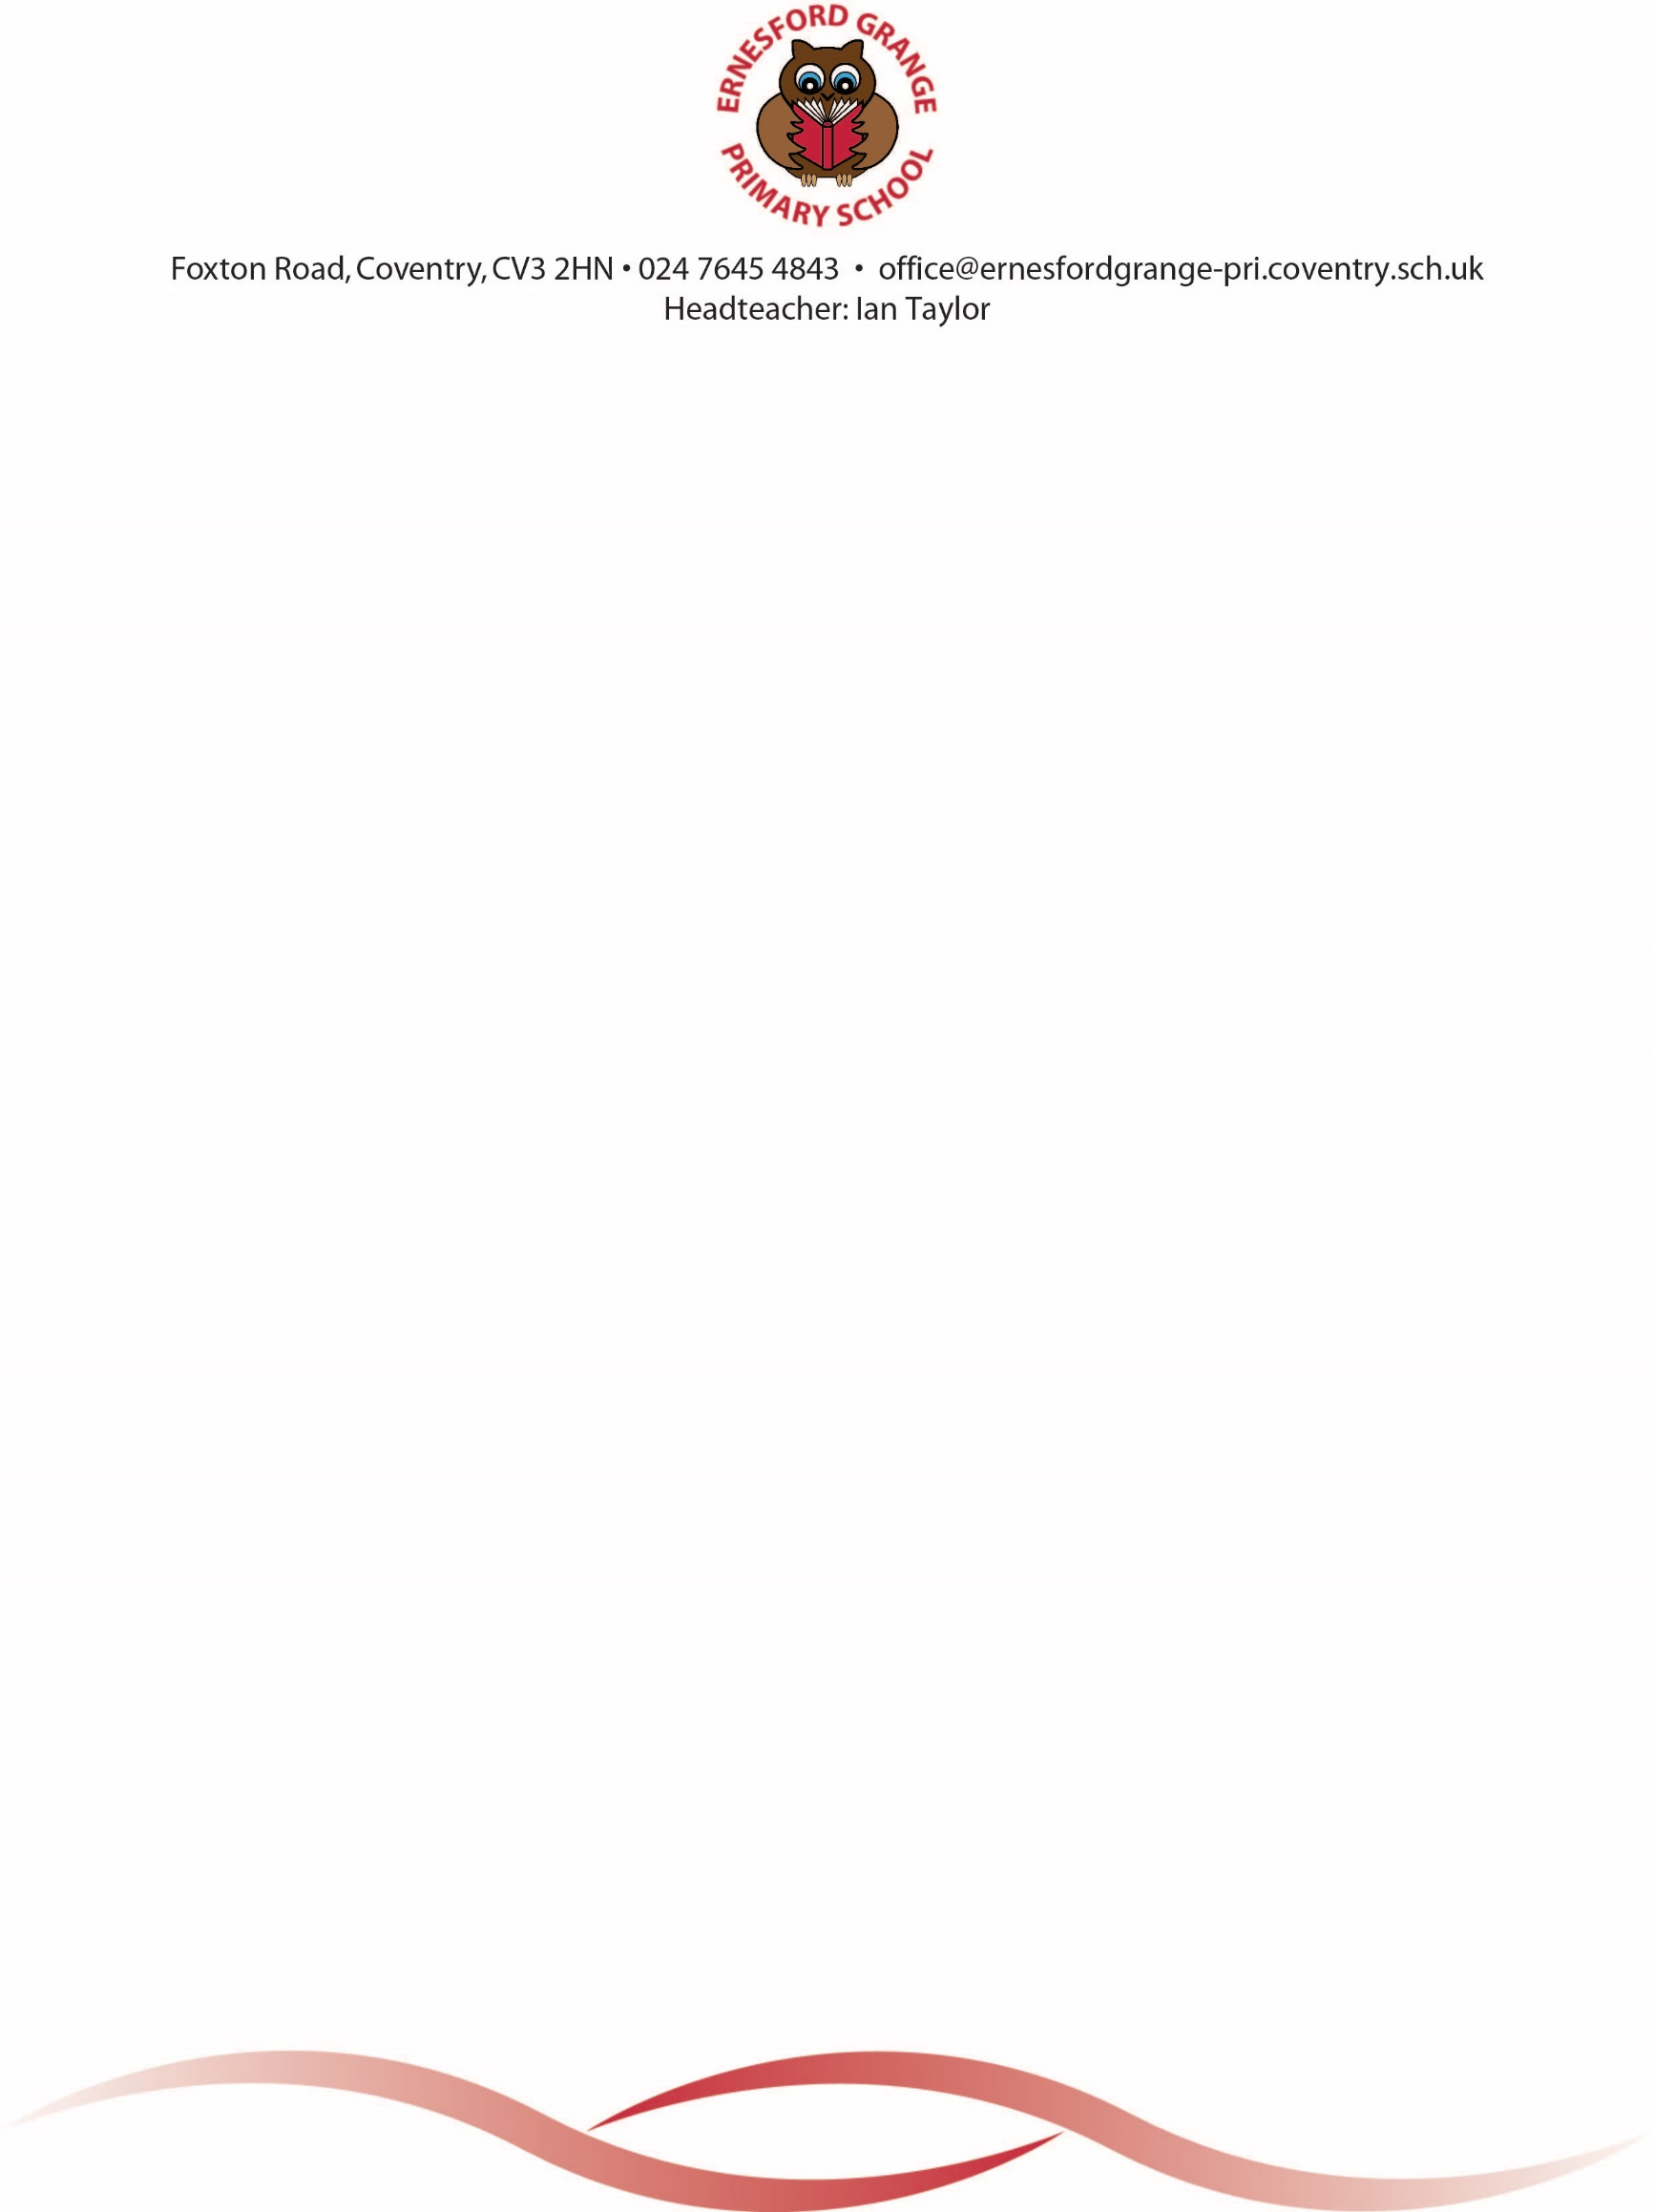 ERNESFORD GRANGE
PRIMARY SCHOOL
Foxton Road, Coventry, CV3 2HN • 024 7645 4843 • office@ernesfordgrange-pri.coventry.sch.uk
Headteacher: Ian Taylor